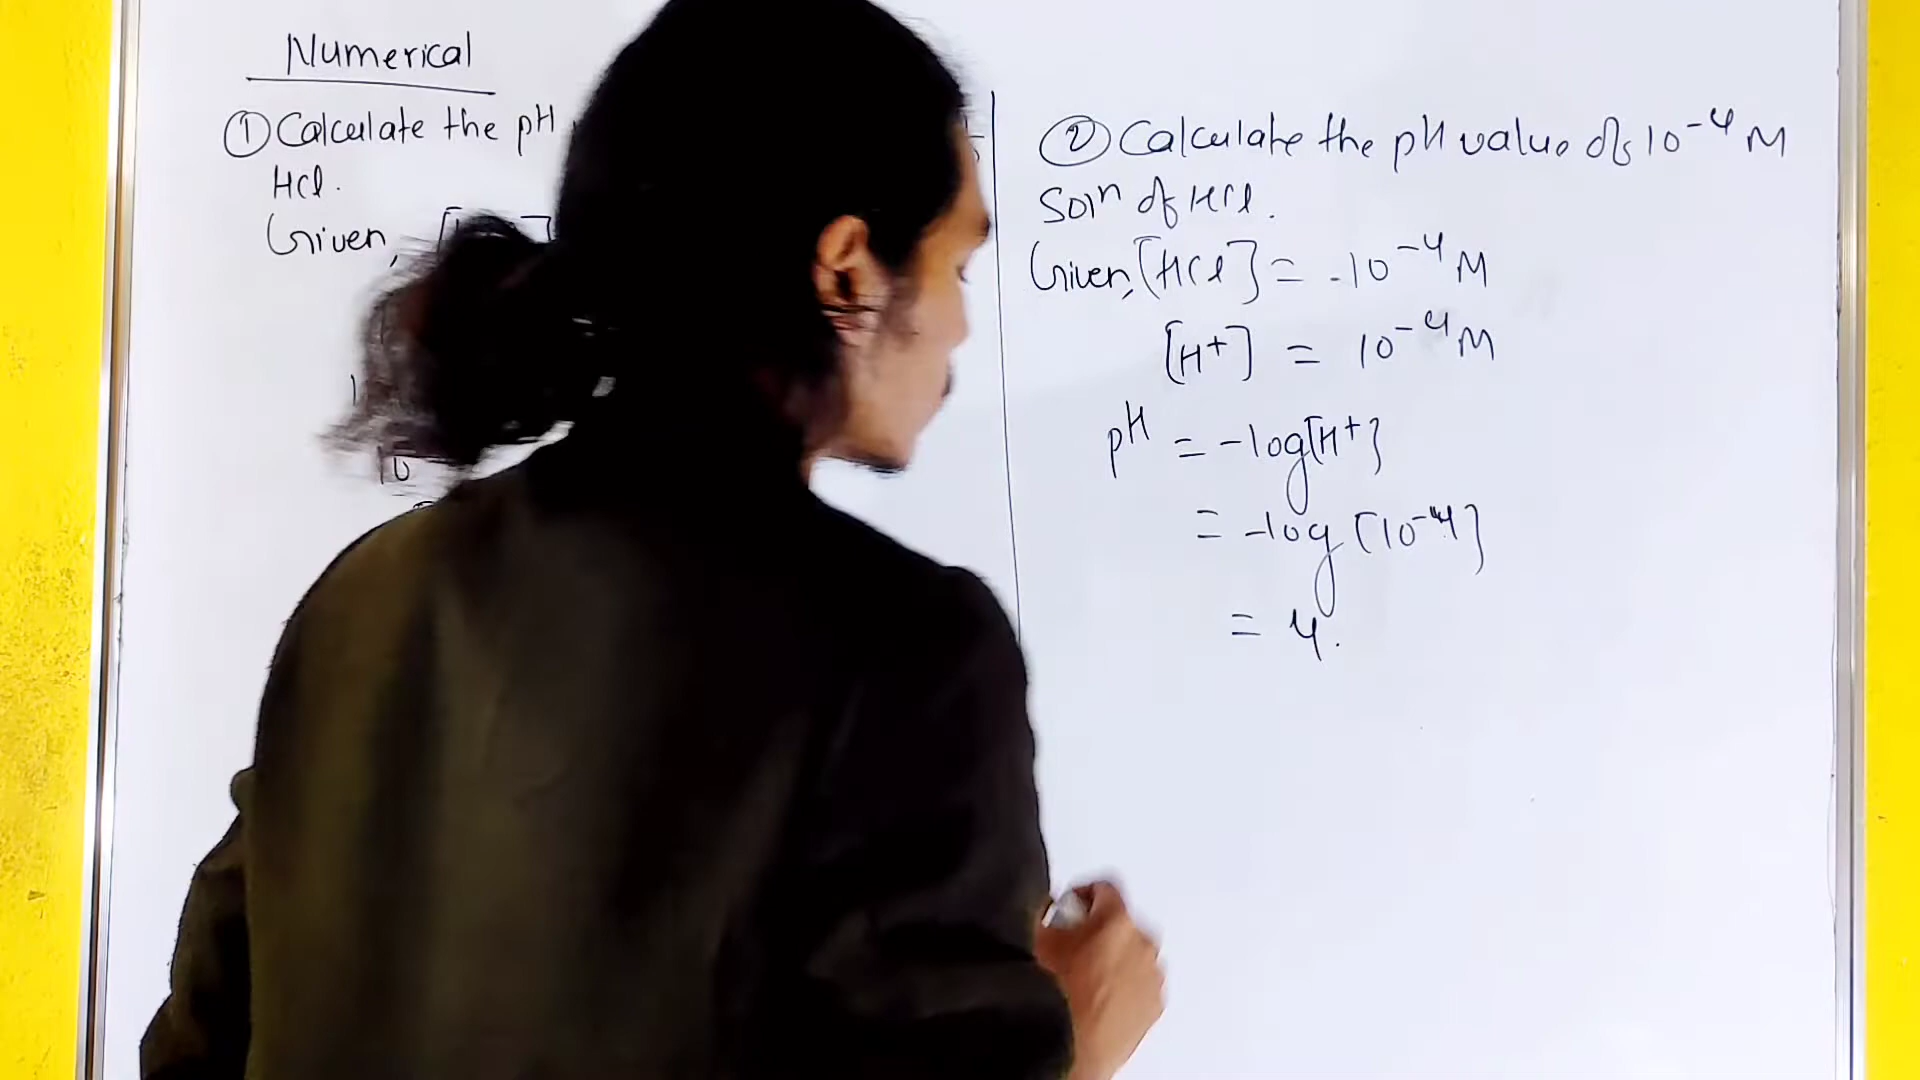 Numerical
① Calculate the pH
HCl.
Given,
10
② Calculate the pH value of 10⁻⁴ M
Solⁿ of HCl.
Given, [HCl] = .10⁻⁴ M
[H⁺] = 10⁻⁴ M
pH = -log[H⁺]
= -log [10⁻⁴]
= 4.